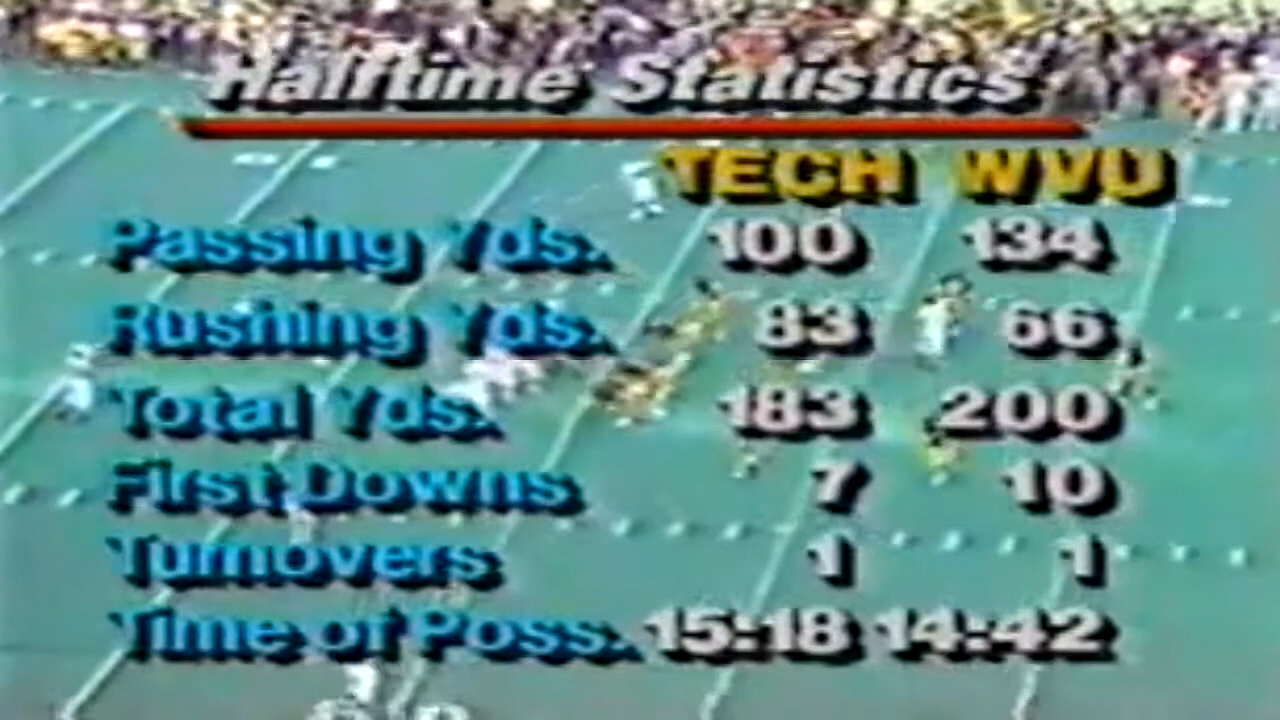 Halftime Statistics
TECH WVU
Passing Yds. 100 134
Rushing Yds. 83 66
Total Yds. 183 200
First Downs 7 10
Turnovers 1 1
Time of Poss. 15:18 14:42